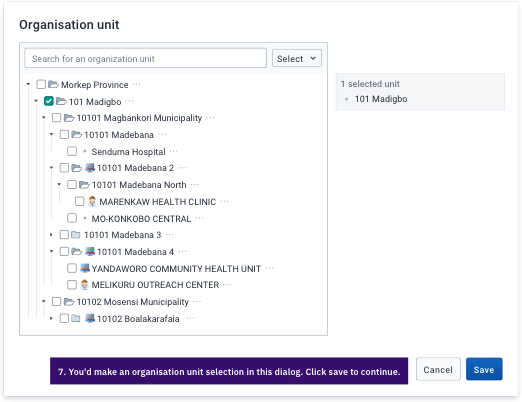 Organisation unit
Search for an organization unit
Select
Morkep Province ...
101 Madigbo ...
10101 Magbankori Municipality ...
10101 Madebana ...
Senduma Hospital ...
10101 Madebana 2 ...
10101 Madebana North ...
MARENKAW HEALTH CLINIC ...
MO-KONKOBO CENTRAL ...
10101 Madebana 3 ...
10101 Madebana 4 ...
YANDAWORO COMMUNITY HEALTH UNIT ...
MELIKURU OUTREACH CENTER ...
10102 Mosensi Municipality ...
10102 Boalakarafaia ...
1 selected unit
101 Madigbo
7. You'd make an organisation unit selection in this dialog. Click save to continue.
Cancel
Save